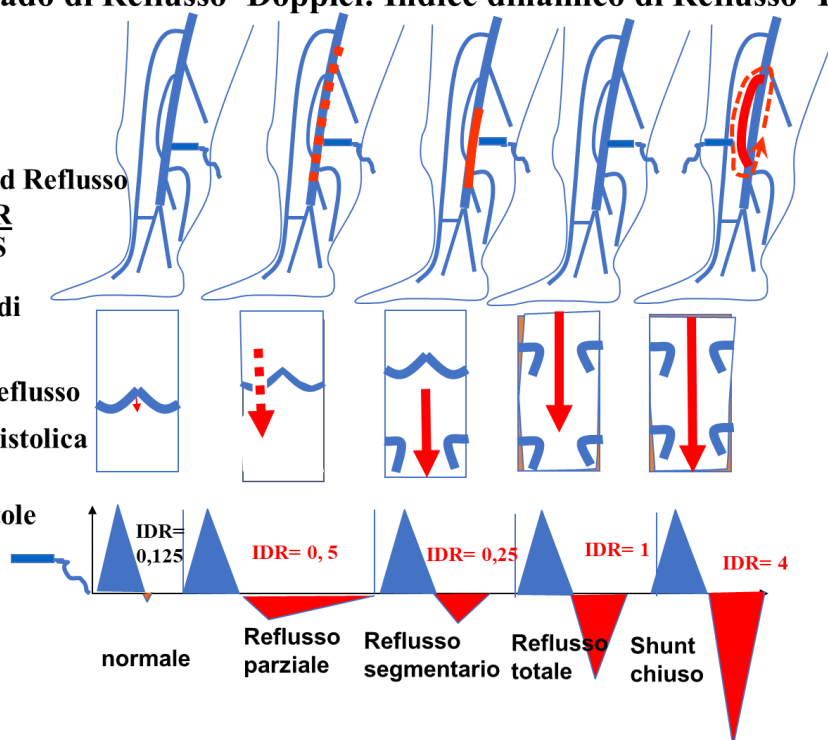 ado di Reflusso Doppler. Indice dinamico di Reflusso
d Reflusso
R
S
di
eflusso
istolica
tole
IDR=
0,125
IDR= 0, 5
IDR= 0,25
IDR= 1
IDR= 4
normale
Reflusso
parziale
Reflusso
segmentario
Reflusso
totale
Shunt
chiuso